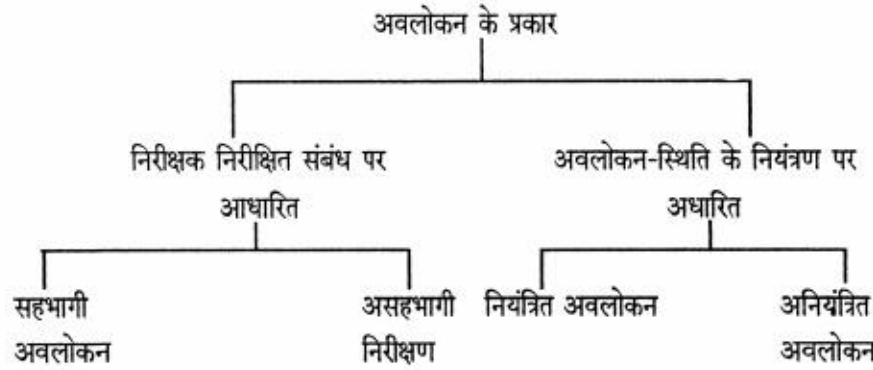 अवलोकन के प्रकार
निरीक्षक निरीक्षित संबंध पर
आधारित
अवलोकन-स्थिति के नियंत्रण पर
अधारित
सहभागी
अवलोकन
असहभागी
निरीक्षण
नियंत्रित अवलोकन
अनियंत्रित
अवलोकन